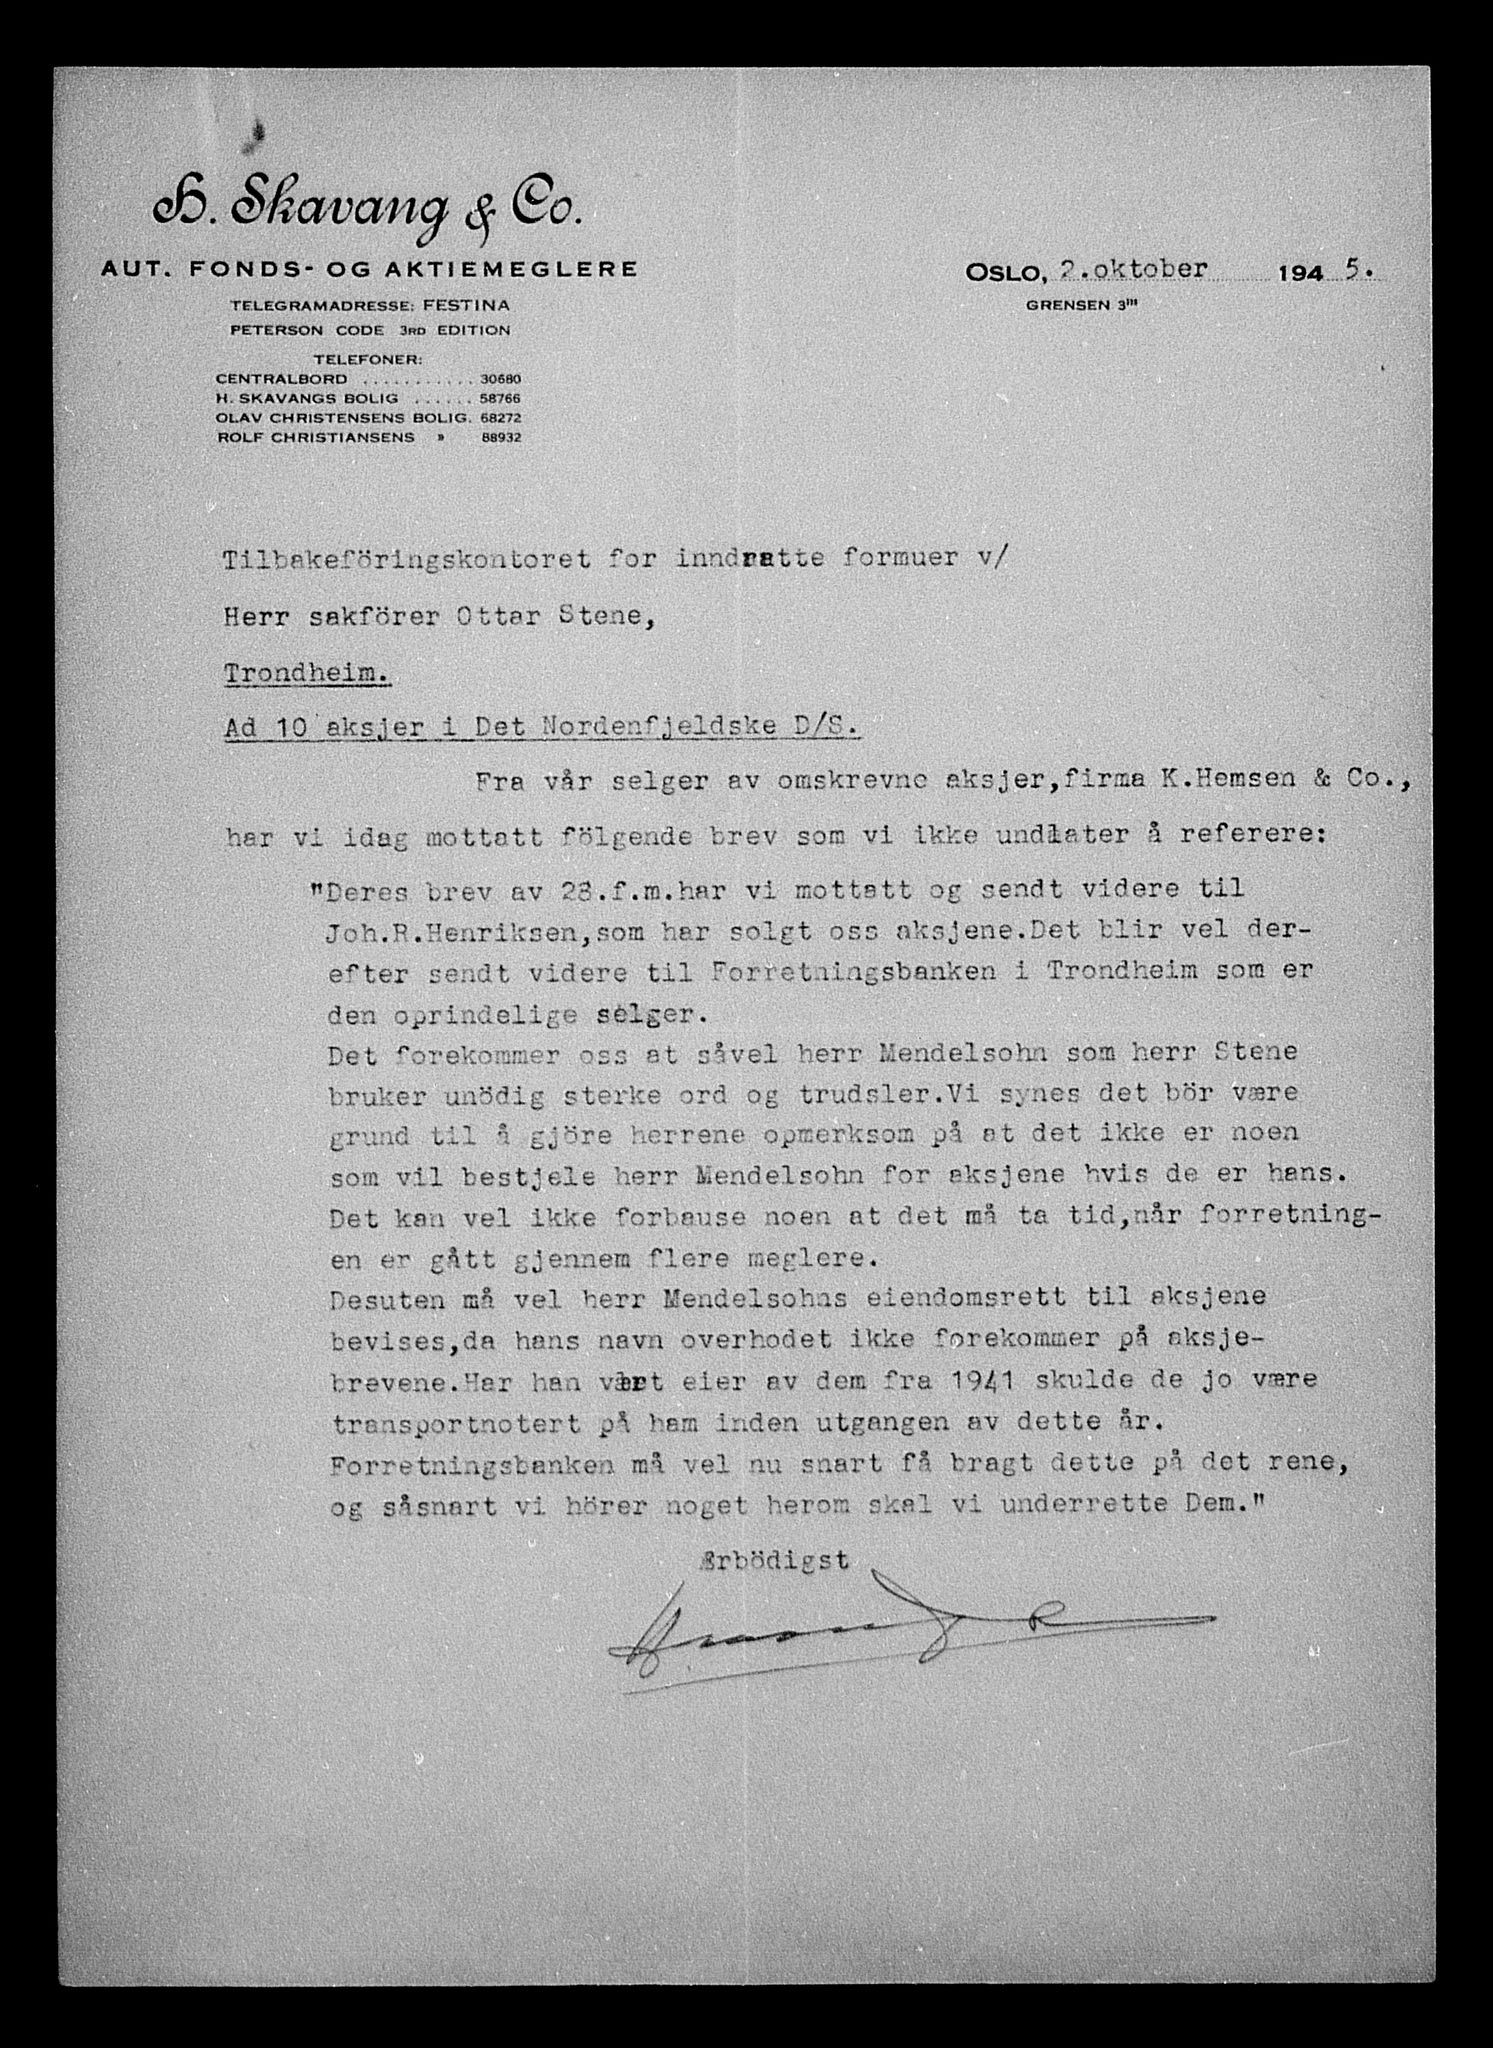 H. Skavang & Co.
AUT. FONDS- OG AKTIEMEGLERE
TELEGRAMADRESSE: FESTINA
PETERSON CODE 3RD EDITION
TELEFONER:
CENTRALBORD ........... 30680
H. SKAVANGS BOLIG ...... 58766
OLAV CHRISTENSENS BOLIG. 68272
ROLF CHRISTIANSENS » 88932
OSLO, 2.oktober 1945.
GRENSEN 3III
Tilbakeföringskontoret for inndratte formuer v/
Herr sakförer Ottar Stene,
Trondheim.
Ad 10 aksjer i Det Nordenfjeldske D/S.
Fra vår selger av omskrevne aksjer,firma K.Hemsen & Co.,
har vi idag mottatt fölgende brev som vi ikke undlater å referere:
"Deres brev av 28.f.m.har vi mottatt og sendt videre til
Joh.R.Henriksen,som har solgt oss aksjene.Det blir vel der-
efter sendt videre til Forretningsbanken i Trondheim som er
den oprindelige selger.
Det forekommer oss at såvel herr Mendelsohn som herr Stene
bruker unödig sterke ord og trudsler.Vi synes det bör være
grund til å gjöre herrene opmerksom på at det ikke er noen
som vil bestjele herr Mendelsohn for aksjene hvis de er hans.
Det kan vel ikke forbause noen at det må ta tid,når forretning-
en er gått gjennem flere meglere.
Desuten må vel herr Mendelsohns eiendomsrett til aksjene
bevises,da hans navn overhodet ikke forekommer på aksje-
brevene.Har han vært eier av dem fra 1941 skulde de jo være
transportnotert på ham inden utgangen av dette år.
Forretningsbanken må vel nu snart få bragt dette på det rene,
og såsnart vi hörer noget herom skal vi underrette Dem."
Ærbödigst